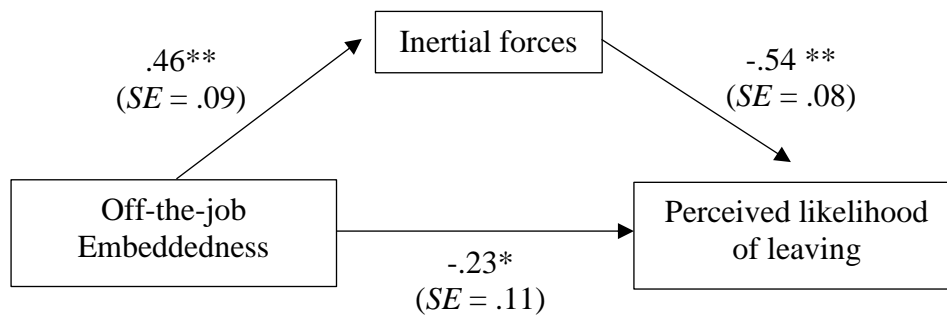 Inertial forces
.46**
(SE = .09)
-.54 **
(SE = .08)
Off-the-job
Embeddedness
Perceived likelihood
of leaving
-.23*
(SE = .11)